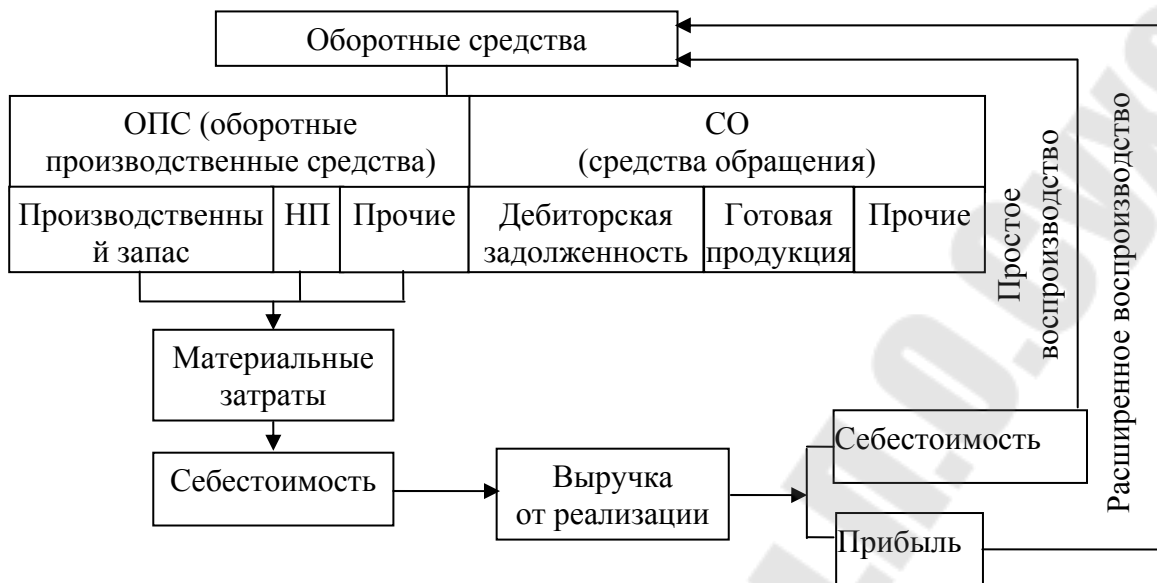 Оборотные средства
ОПС (оборотные
производственные средства)
СО
(средства обращения)
Производственны
й запас
НП
Прочие
Дебиторская
задолженность
Готовая
продукция
Прочие
Простое
воспроизводство
Расширенное воспроизводство
Материальные
затраты
Себестоимость
Выручка
от реализации
Себестоимость
Прибыль